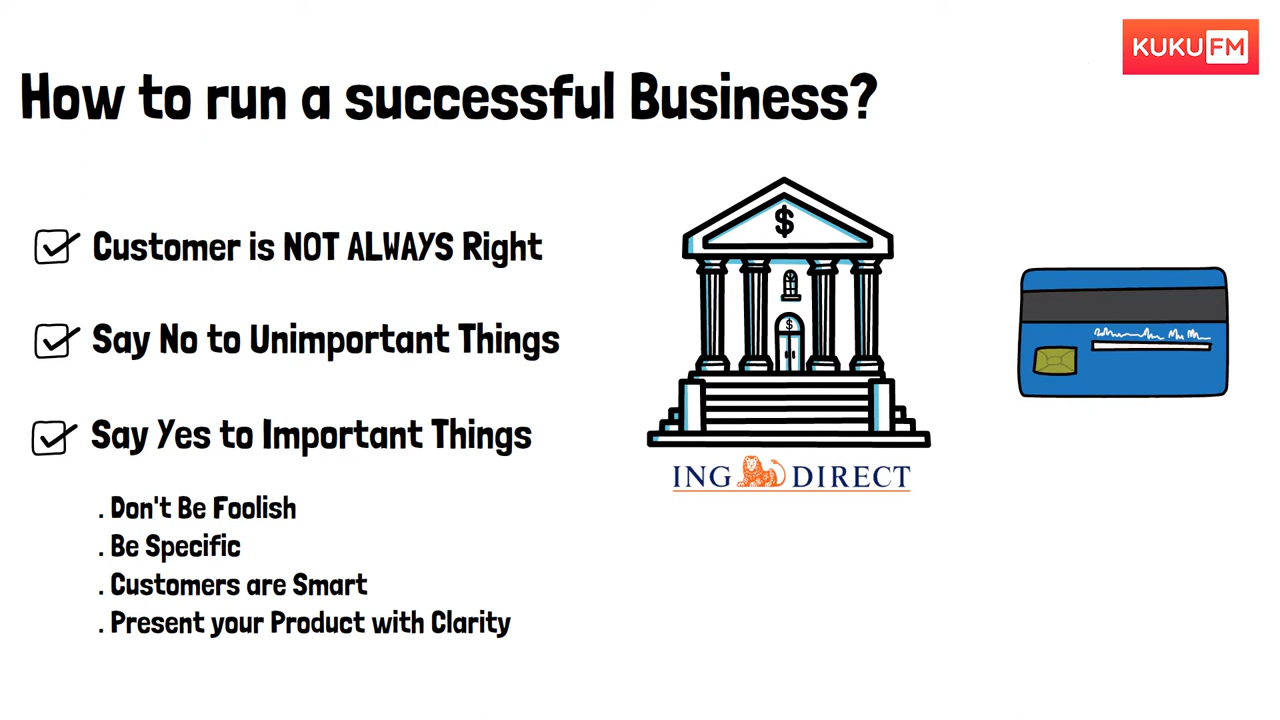 KUKU FM
How to run a successful Business?
Customer is NOT ALWAYS Right
Say No to Unimportant Things
Say Yes to Important Things
. Don't Be Foolish
. Be Specific
. Customers are Smart
. Present your Product with Clarity
$
$
ING DIRECT